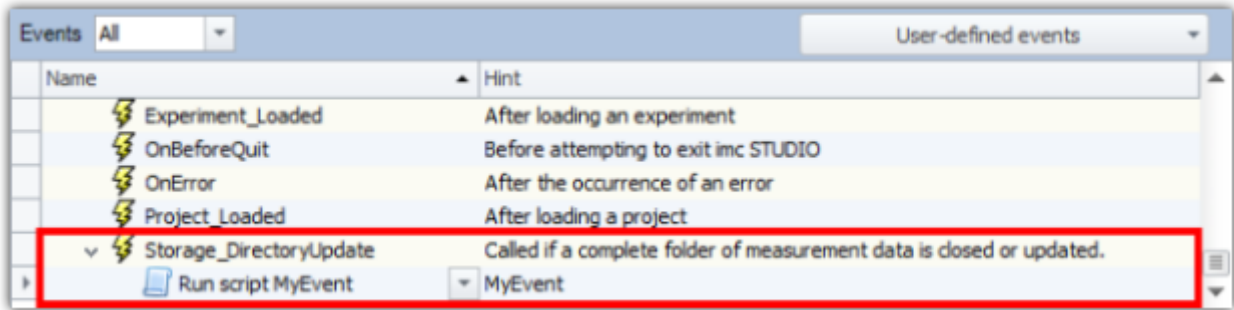 Events All User-defined events
Name Hint
Experiment_Loaded After loading an experiment
OnBeforeQuit Before attempting to exit imc STUDIO
OnError After the occurrence of an error
Project_Loaded After loading a project
Storage_DirectoryUpdate Called if a complete folder of measurement data is closed or updated.
Run script MyEvent MyEvent